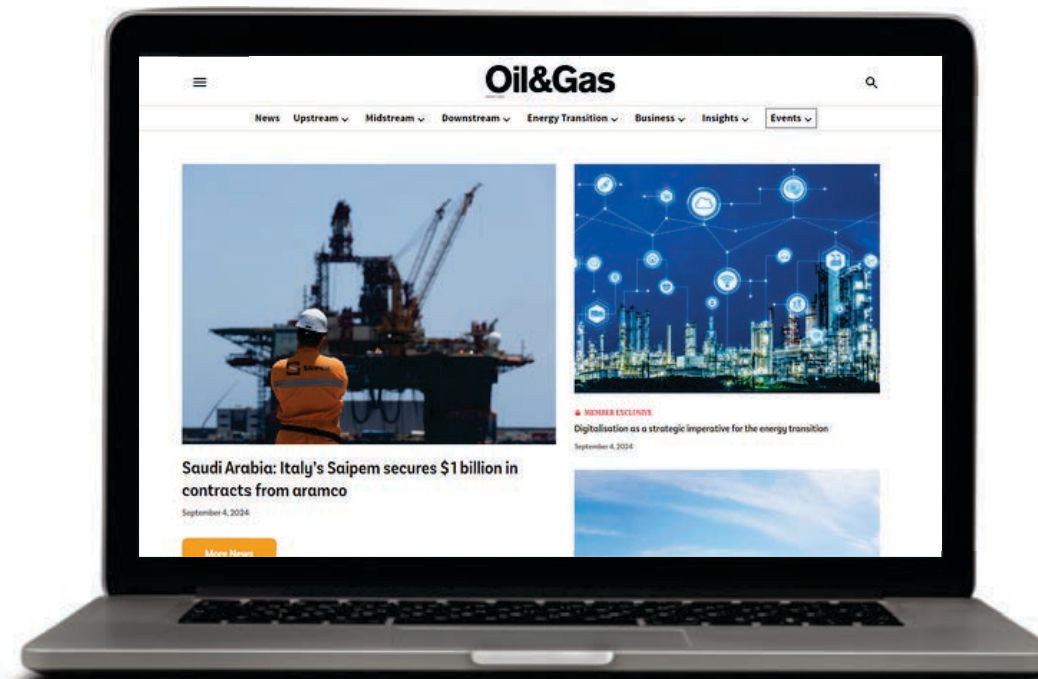 Oil&Gas
News Upstream Midstream Downstream Energy Transition Business Insights Events
SAIPEM
Saudi Arabia: Italy's Saipem secures $1 billion in
contracts from aramco
September 4, 2024
More News
MEMBER EXCLUSIVE
Digitalisation as a strategic imperative for the energy transition
September 4, 2024